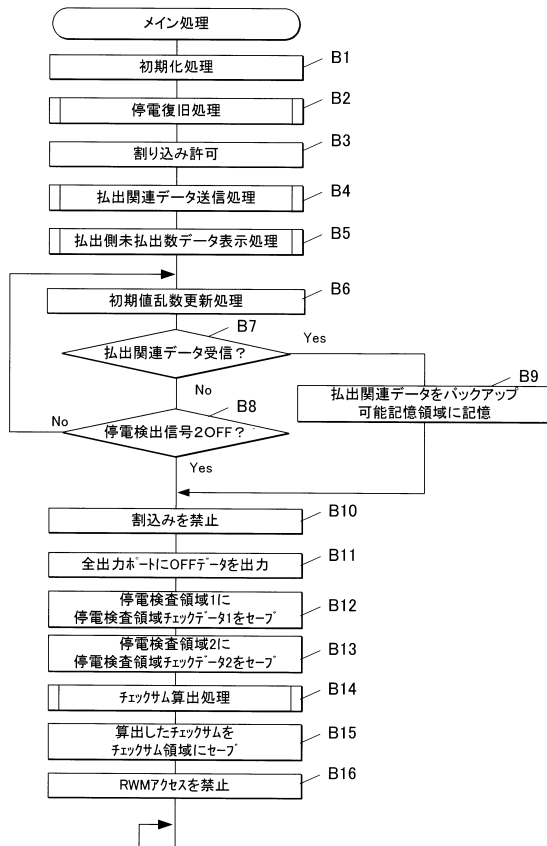 メイン処理
初期化処理
B1
停電復旧処理
B2
割り込み許可
B3
払出関連データ送信処理
B4
払出側未払出数データ表示処理
B5
初期値乱数更新処理
B6
払出関連データ受信？
B7
Yes
No
払出関連データをバックアップ
可能記憶領域に記憶
B9
停電検出信号2OFF？
B8
No
Yes
割込みを禁止
B10
全出力ﾎﾟｰﾄにOFFﾃﾞｰﾀを出力
B11
停電検査領域1に
停電検査領域ﾁｪｯｸﾃﾞｰﾀ1をｾｰﾌﾞ
B12
停電検査領域2に
停電検査領域ﾁｪｯｸﾃﾞｰﾀ2をｾｰﾌﾞ
B13
ﾁｪｯｸｻﾑ算出処理
B14
算出したﾁｪｯｸｻﾑを
ﾁｪｯｸｻﾑ領域にｾｰﾌﾞ
B15
RWMｱｸｾｽを禁止
B16